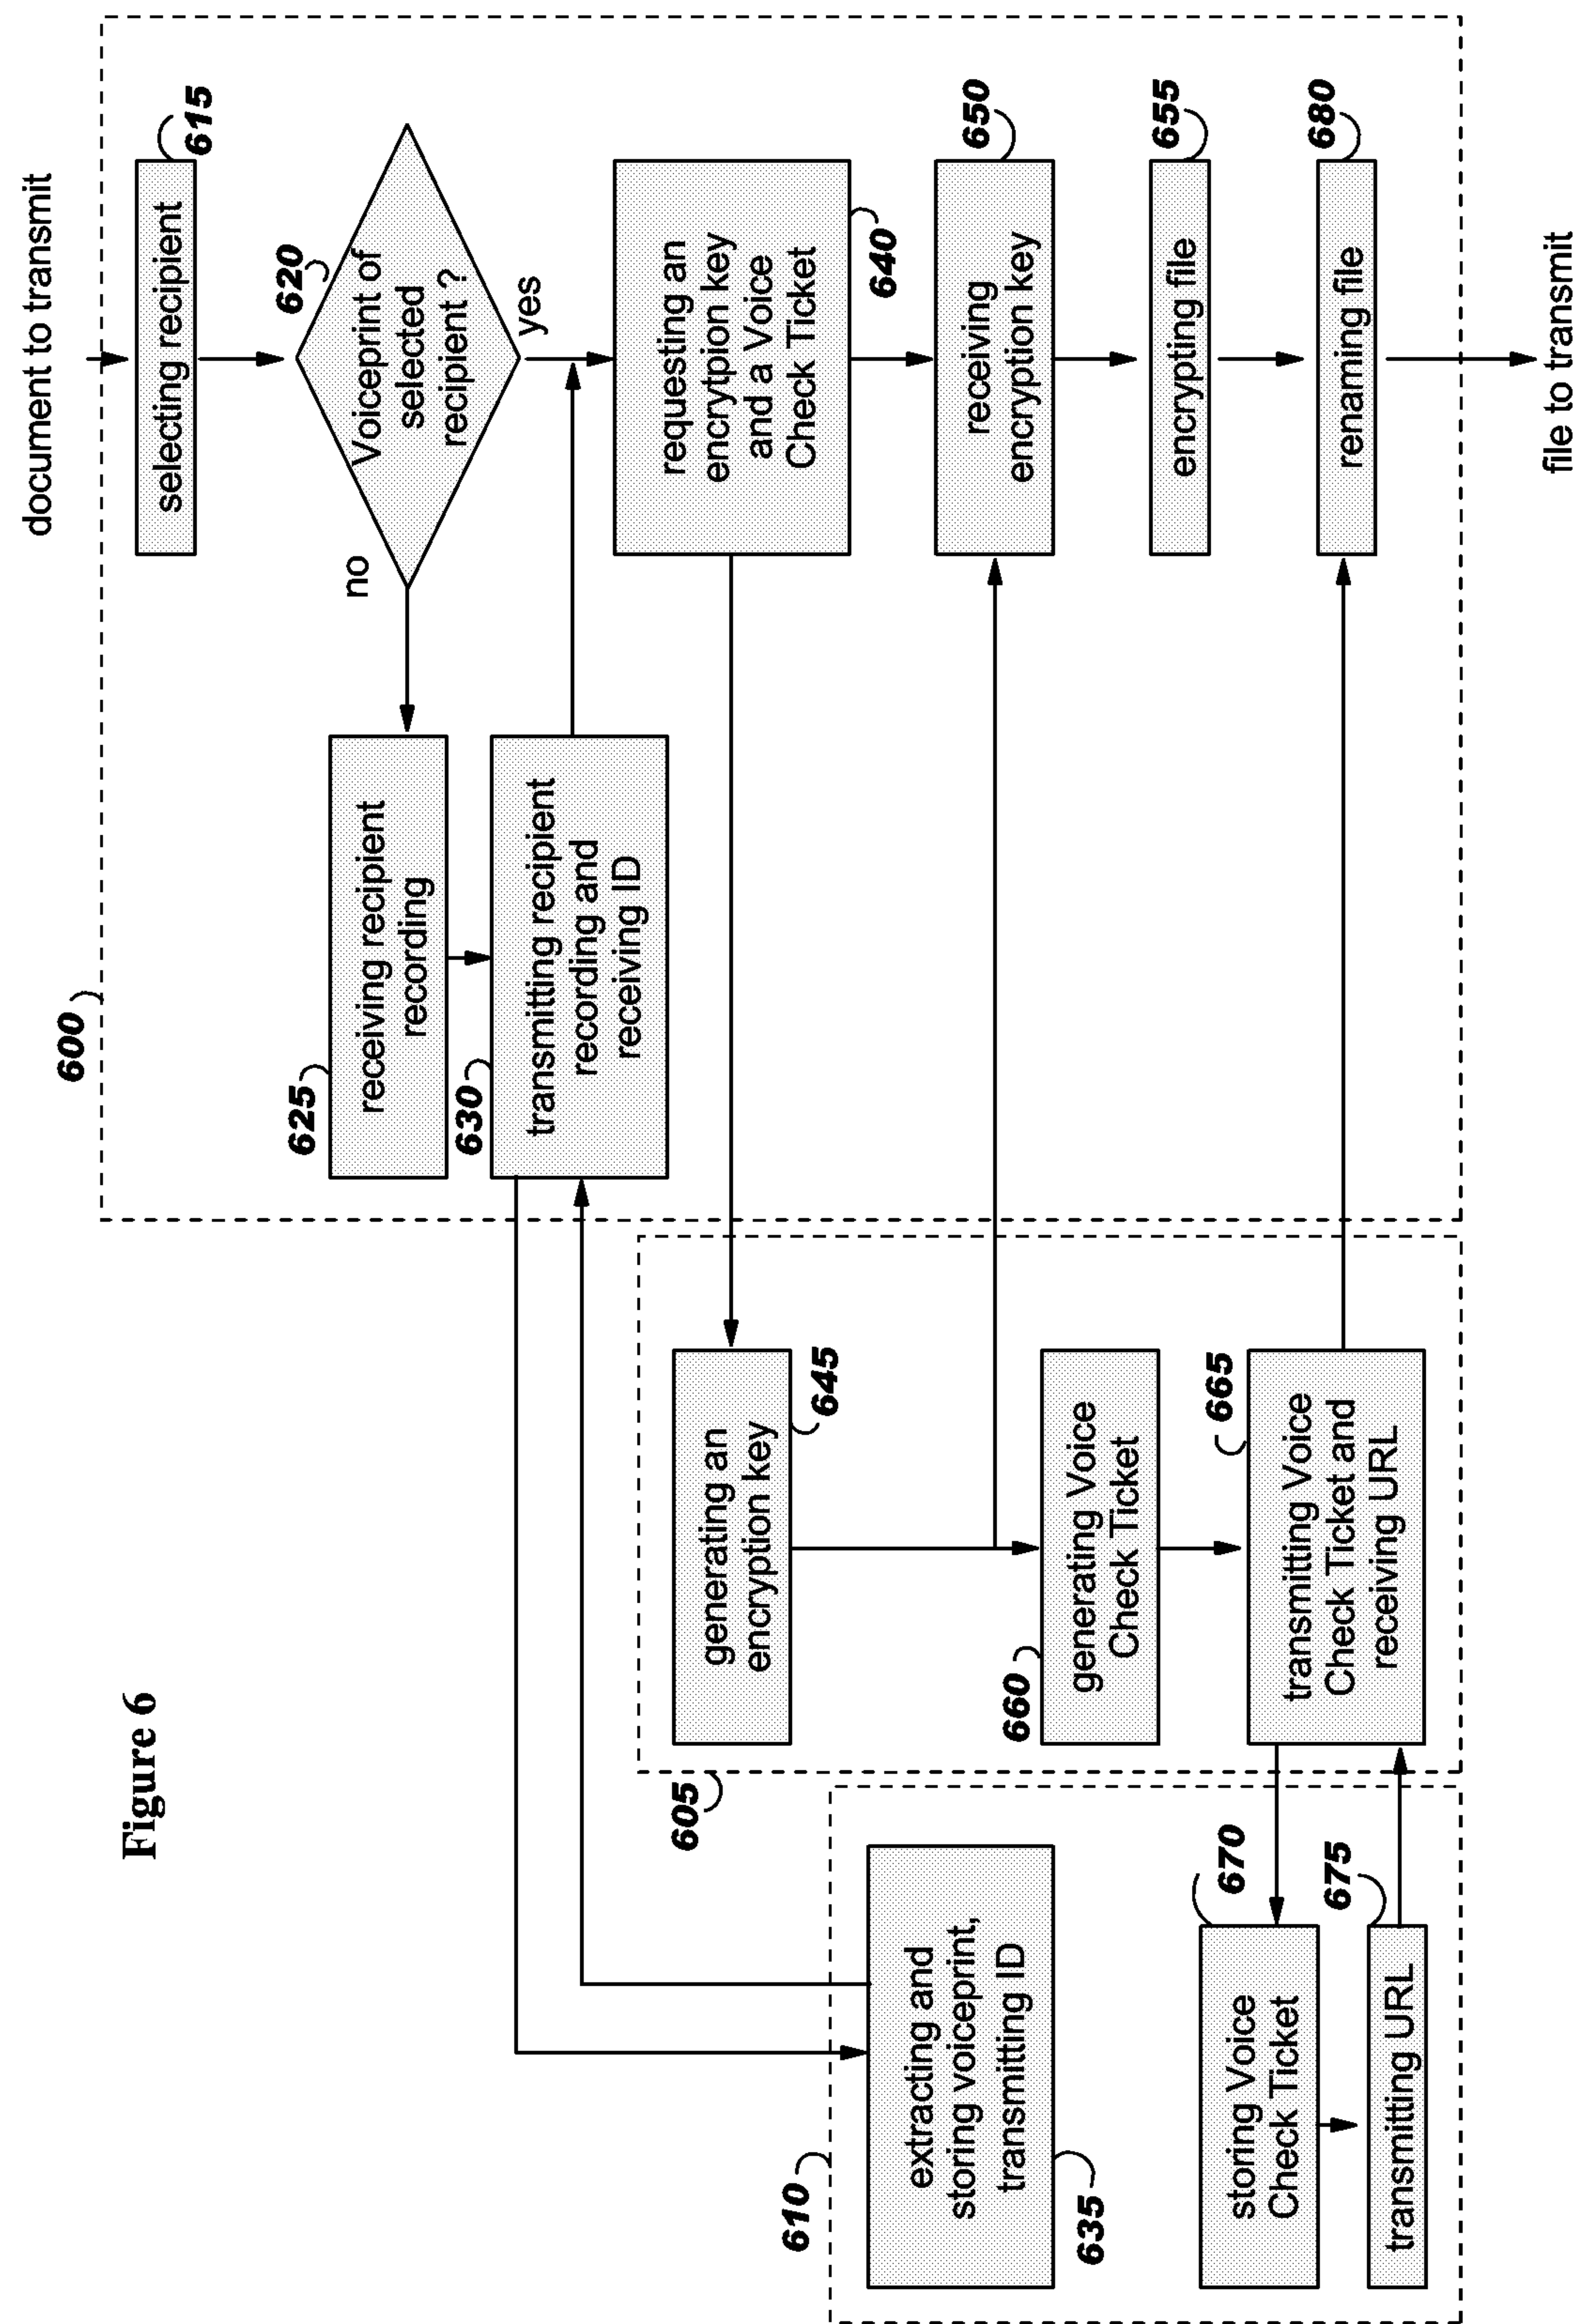 Figure 6
document to transmit
600
selecting recipient
615
620
Voiceprint of
selected
recipient ?
no
yes
625
receiving recipient
recording
630
transmitting recipient
recording and
receiving ID
610
extracting and
storing voiceprint,
transmitting ID
635
requesting an
encrytpion key
and a Voice
Check Ticket
640
605
generating an
encryption key
645
receiving
encryption key
650
encrypting file
655
660
generating Voice
Check Ticket
transmitting Voice
Check Ticket and
receiving URL
665
storing Voice
Check Ticket
670
transmitting URL
675
renaming file
680
file to transmit